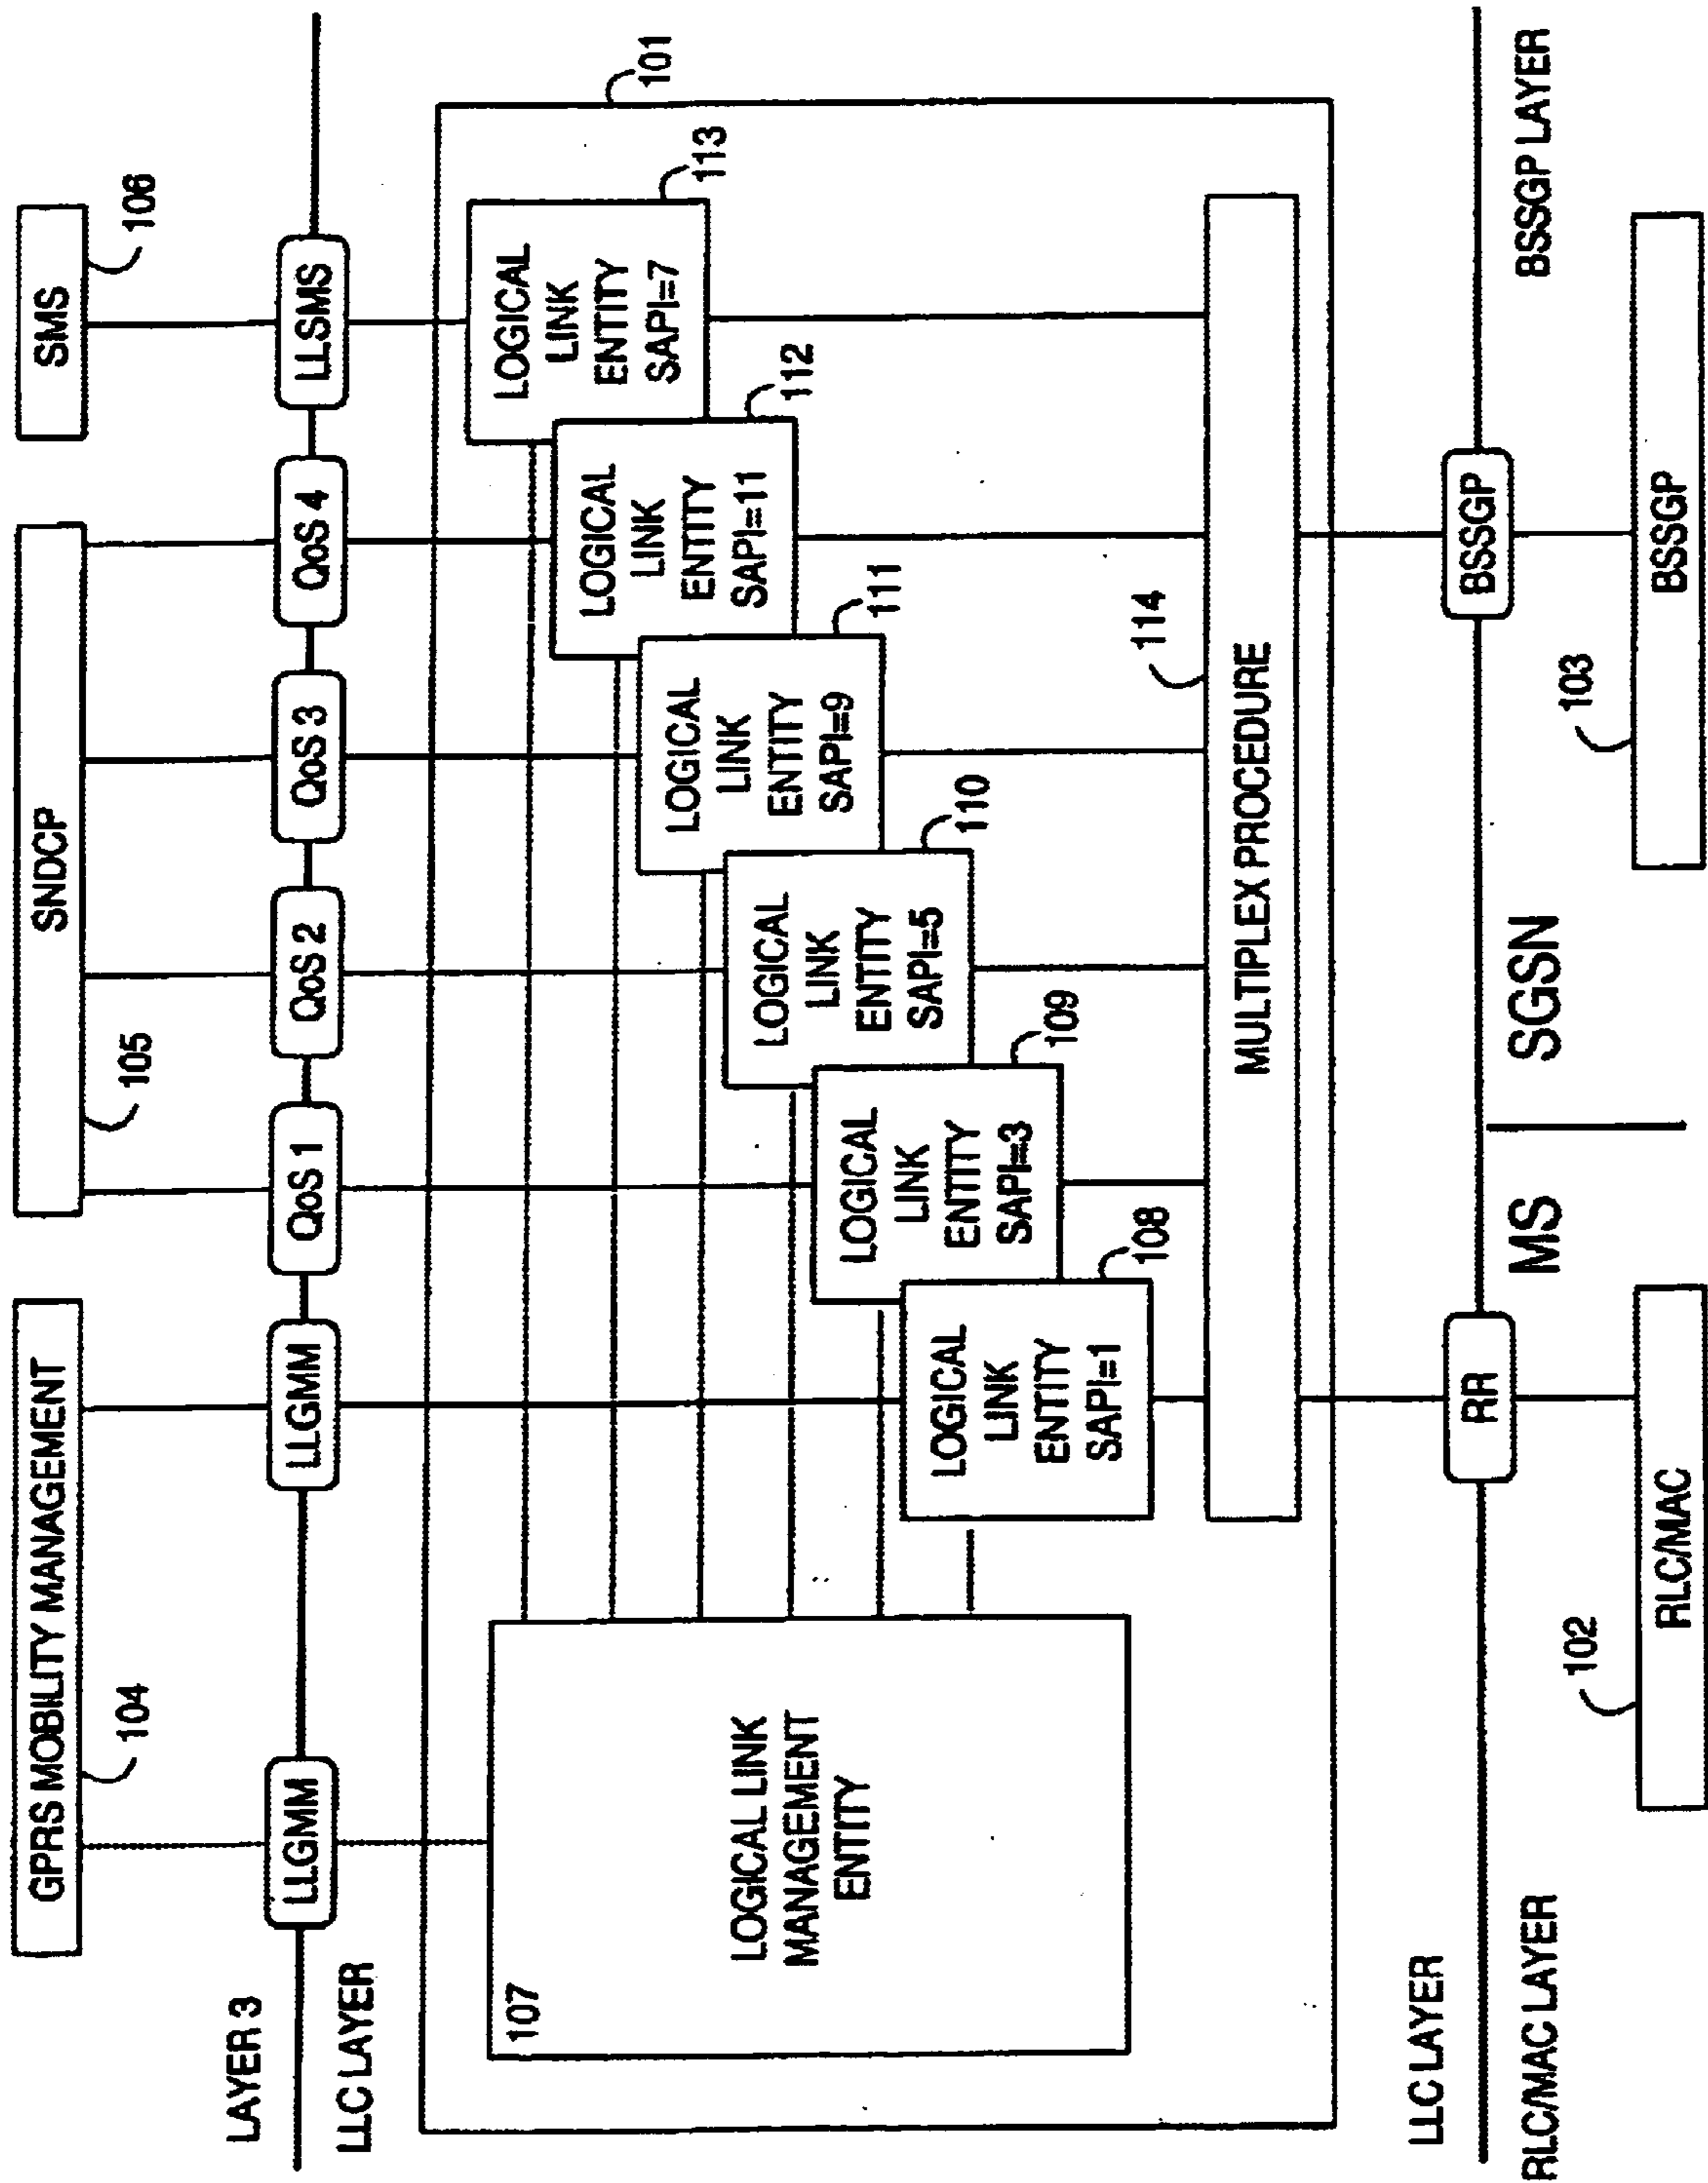 GPRS MOBILITY MANAGEMENT
104
SNDCP
105
SMS
106
LAYER 3
LLC LAYER
LLGMM
LLGMM
QoS 1
QoS 2
QoS 3
QoS 4
LLSMS
101
107
LOGICAL LINK
MANAGEMENT
ENTITY
LOGICAL
LINK
ENTITY
SAPI=1
108
LOGICAL
LINK
ENTITY
SAPI=3
109
LOGICAL
LINK
ENTITY
SAPI=5
110
LOGICAL
LINK
ENTITY
SAPI=9
111
LOGICAL
LINK
ENTITY
SAPI=11
112
LOGICAL
LINK
ENTITY
SAPI=7
113
114
MULTIPLEX PROCEDURE
LLC LAYER
RLC/MAC LAYER
RR
MS
SGSN
BSSGP
BSSGP LAYER
102
RLC/MAC
103
BSSGP